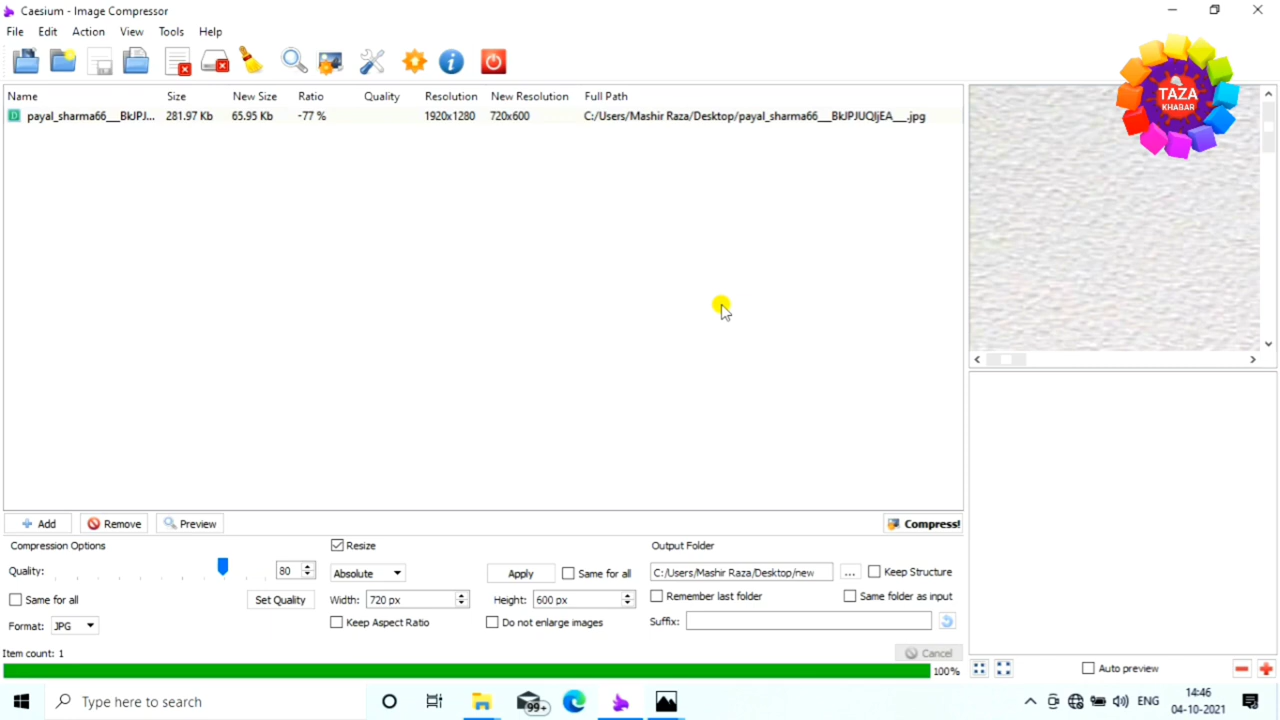 Caesium - Image Compressor
File Edit Action View Tools Help
TAZA
KHABAR
Name Size New Size Ratio Quality Resolution New Resolution Full Path
payal_sharma66___BkJPJ... 281.97 Kb 65.95 Kb -77 % 1920x1280 720x600 C:/Users/Mashir Raza/Desktop/payal_sharma66___BkJPJUQljEA___.jpg
Add Remove Preview Compress!
Compression Options Resize Output Folder
Quality: 80 Absolute Apply Same for all C:/Users/Mashir Raza/Desktop/new ... Keep Structure
Same for all Set Quality Width: 720 px Height: 600 px Remember last folder Same folder as input
Format: JPG Keep Aspect Ratio Do not enlarge images Suffix:
Item count: 1 Cancel
100% Auto preview
Type here to search 99+ ENG 14:46
04-10-2021